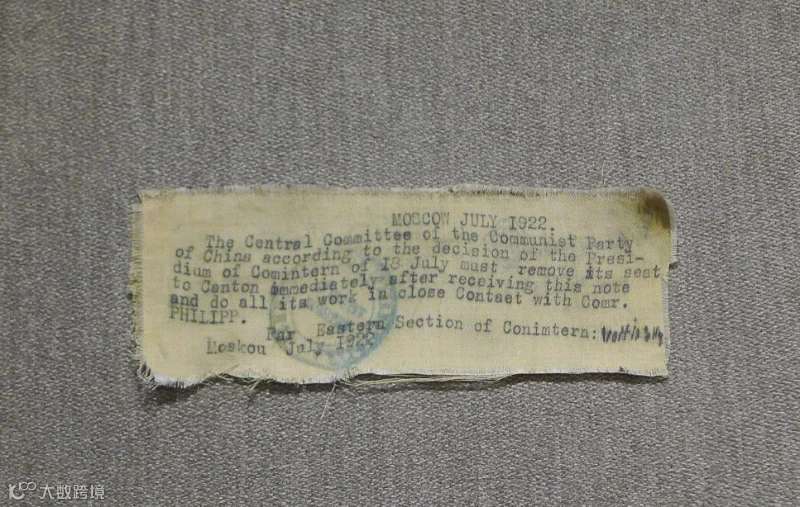 MOSCOW JULY 1922.
The Central Committee of the Communist Party
of China according to the decision of the Presi-
dium of Comintern of 18 July must remove its seat
to Canton immediately after receiving this note
and do all its work in close Contact with Comr.
PHILIPP.
Far Eastern Section of Conimtern:
Moskou July 1922
大数跨境